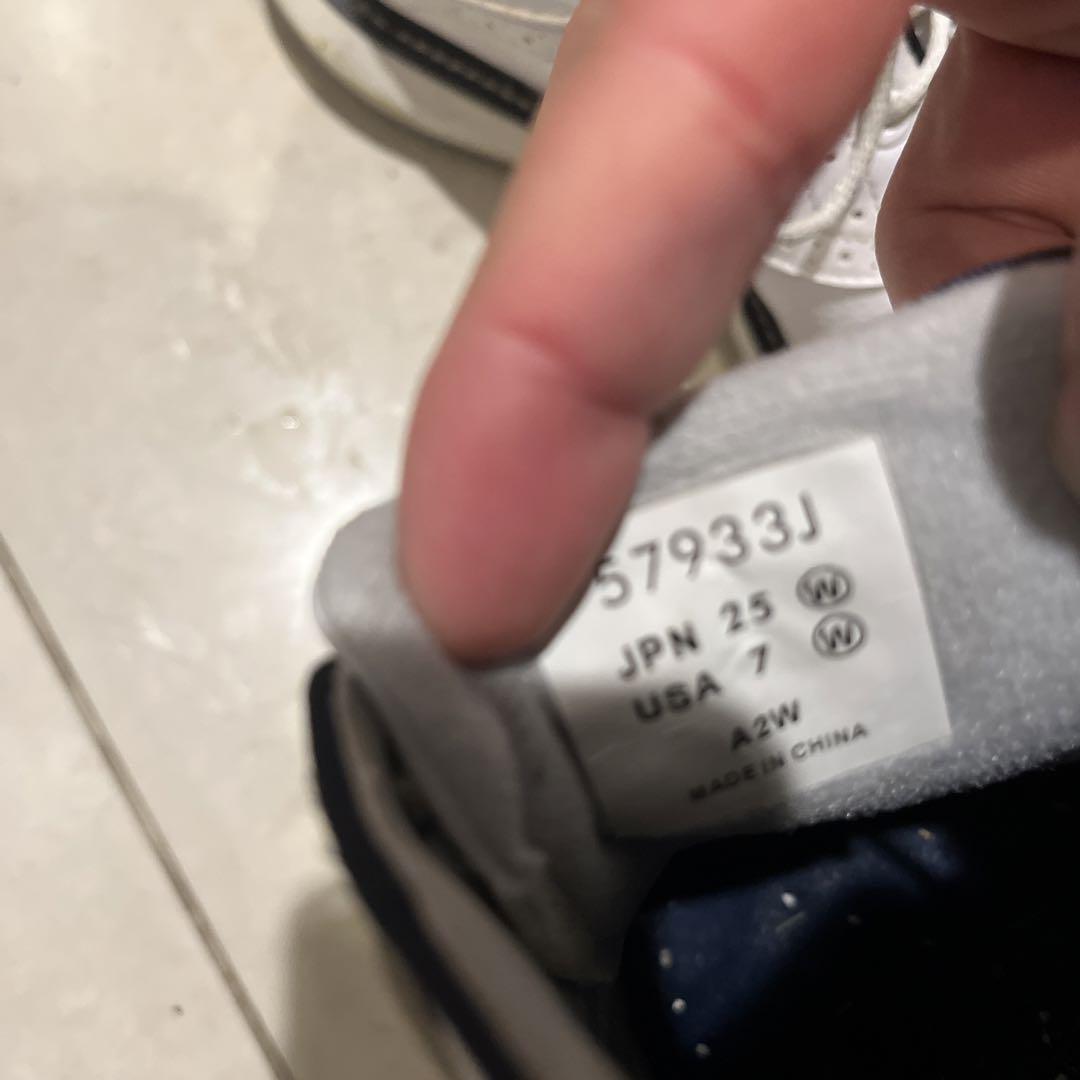 57933J
JPN 25 Ⓦ
USA 7 Ⓦ
A2W
MADE IN CHINA